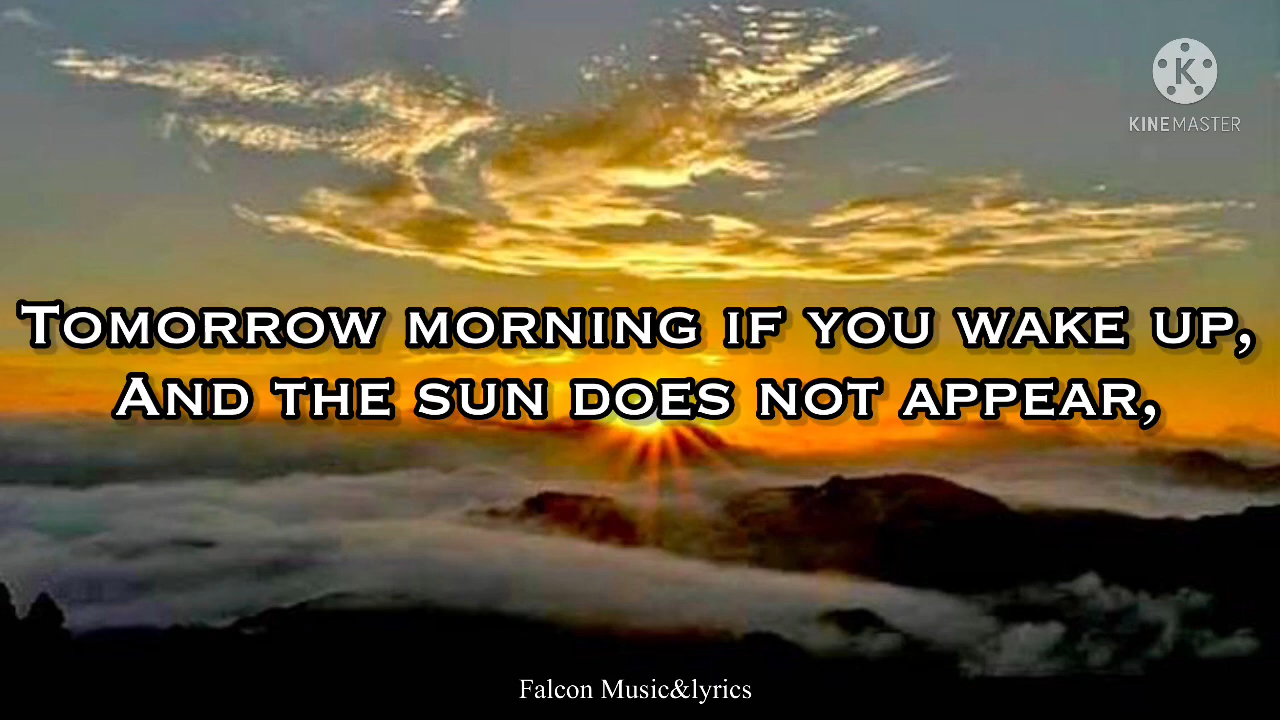 K
KINEMASTER
TOMORROW MORNING IF YOU WAKE UP,
AND THE SUN DOES NOT APPEAR,
Falcon Music&lyrics